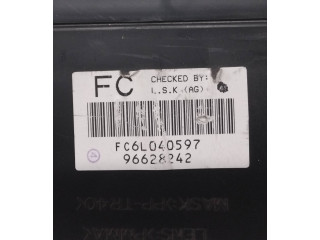 FC
CHECKED BY:
I.S.K (AG)
FC6L040597
96628242